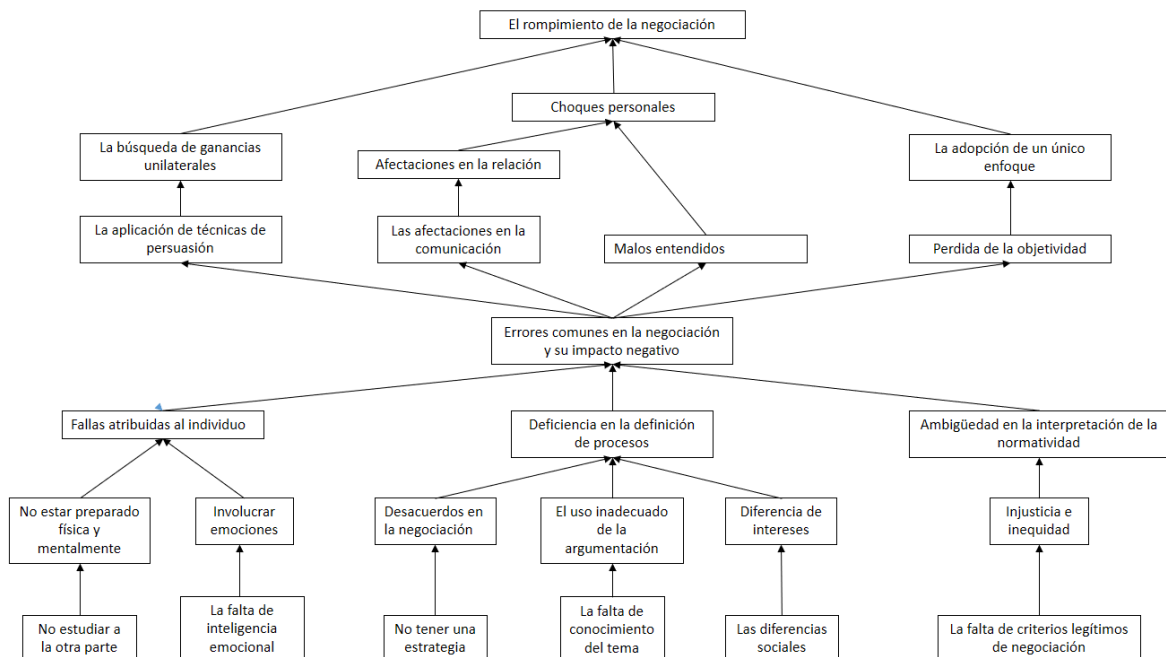 El rompimiento de la negociación
Choques personales
La búsqueda de ganancias
unilaterales
Afectaciones en la relación
La adopción de un único
enfoque
La aplicación de técnicas de
persuasión
Las afectaciones en la
comunicación
Malos entendidos
Perdida de la objetividad
Errores comunes en la negociación
y su impacto negativo
Fallas atribuidas al individuo
Deficiencia en la definición
de procesos
Ambigüedad en la interpretación de la
normatividad
No estar preparado
física y
mentalmente
Involucrar
emociones
Desacuerdos en
la negociación
El uso inadecuado
de la
argumentación
Diferencia de
intereses
Injusticia e
inequidad
No estudiar a
la otra parte
La falta de
inteligencia
emocional
No tener una
estrategia
La falta de
conocimiento
del tema
Las diferencias
sociales
La falta de criterios legítimos
de negociación